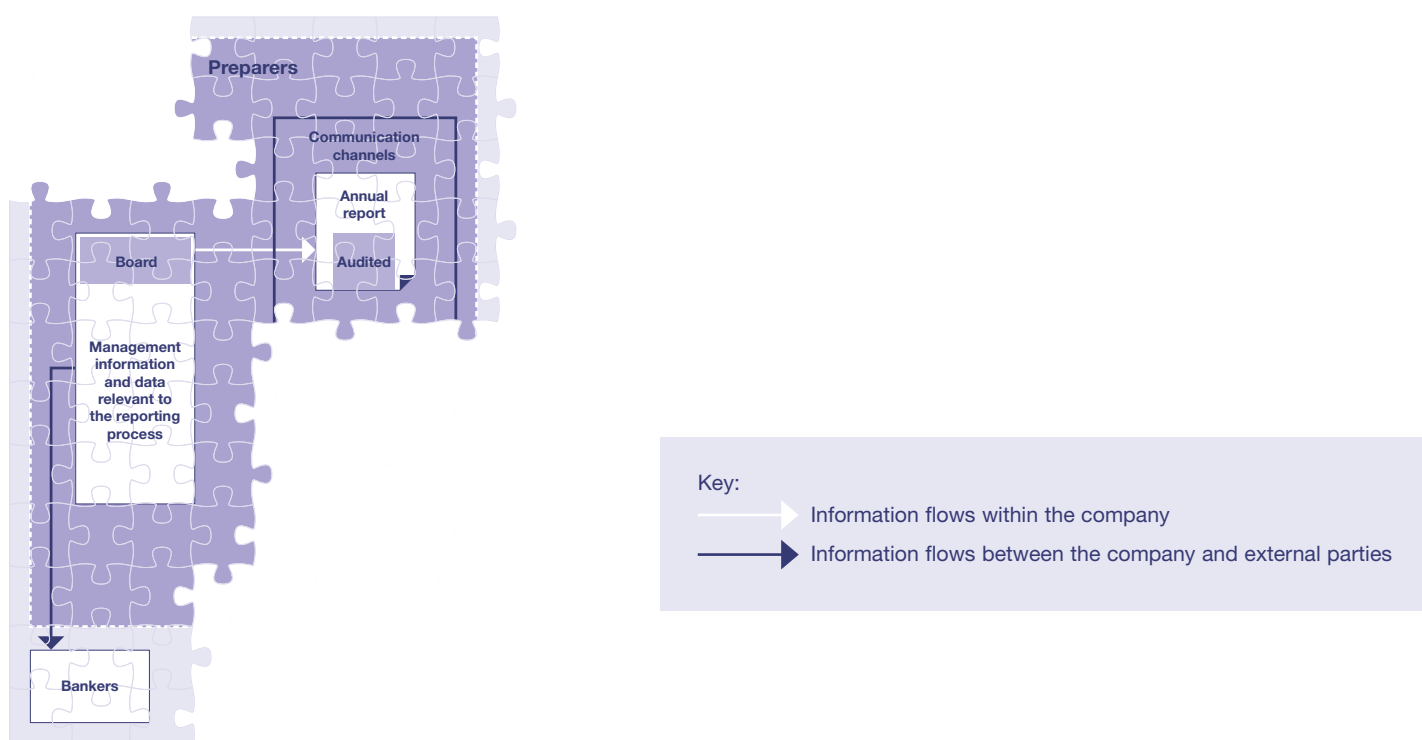 Preparers
Communication
channels
Annual
report
Audited
Board
Management
information
and data
relevant to
the reporting
process
Bankers
Key:
Information flows within the company
Information flows between the company and external parties